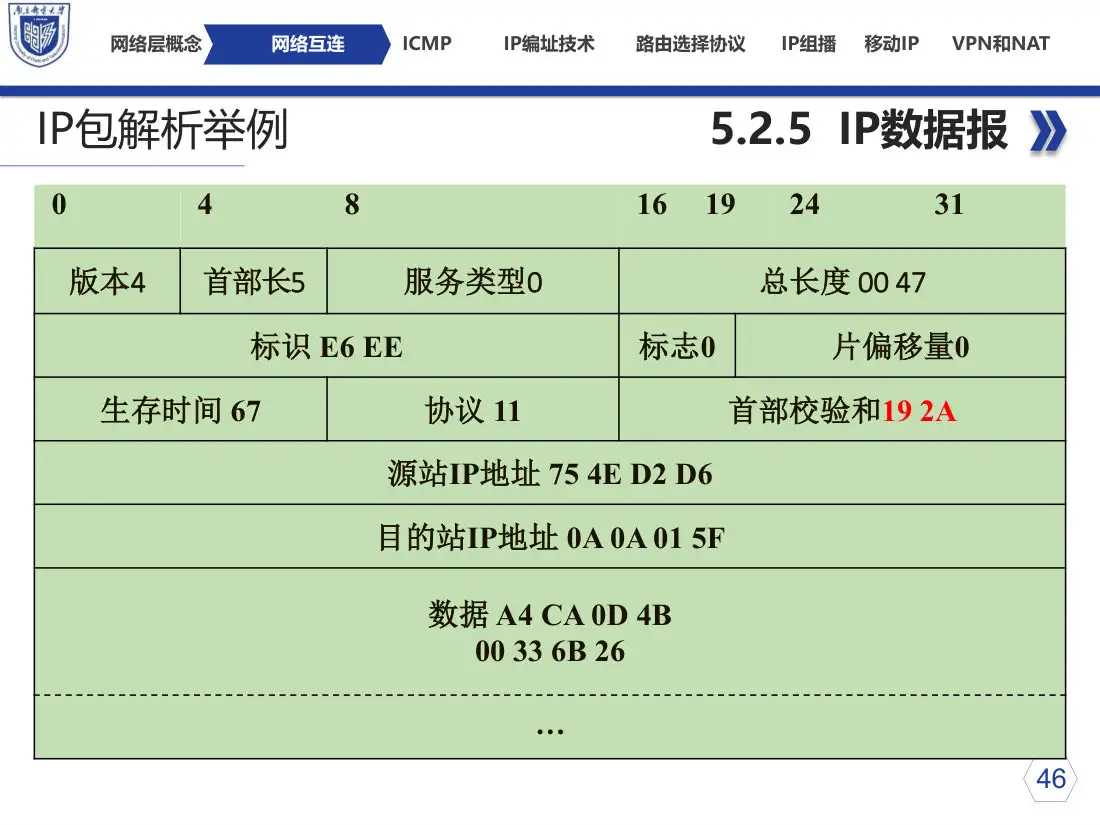 网络层概念 网络互连 ICMP IP编址技术 路由选择协议 IP组播 移动IP VPN和NAT
IP包解析举例
5.2.5 IP数据报
0 4 8 16 19 24 31
版本4 首部长5 服务类型0 总长度 00 47
标识 E6 EE 标志0 片偏移量0
生存时间 67 协议 11 首部校验和19 2A
源站IP地址 75 4E D2 D6
目的站IP地址 0A 0A 01 5F
数据 A4 CA 0D 4B
00 33 6B 26
…
46